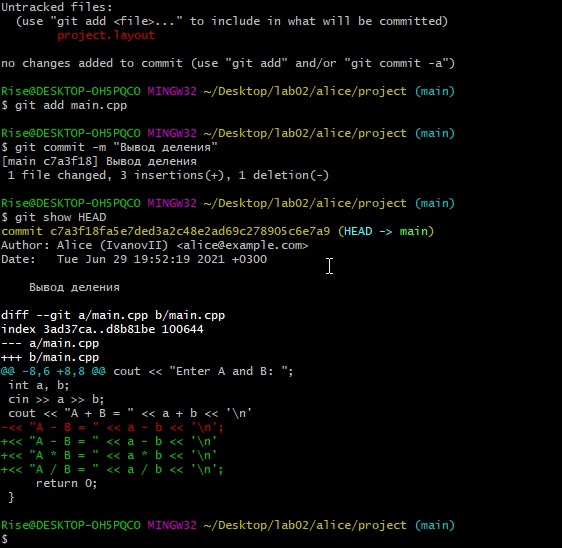 Untracked files:
  (use "git add <file>..." to include in what will be committed)
        project.layout

no changes added to commit (use "git add" and/or "git commit -a")

Rise@DESKTOP-OH5PQCO MINGW32 ~/Desktop/lab02/alice/project (main)
$ git add main.cpp

Rise@DESKTOP-OH5PQCO MINGW32 ~/Desktop/lab02/alice/project (main)
$ git commit -m "Вывод деления"
[main c7a3f18] Вывод деления
 1 file changed, 3 insertions(+), 1 deletion(-)

Rise@DESKTOP-OH5PQCO MINGW32 ~/Desktop/lab02/alice/project (main)
$ git show HEAD
commit c7a3f18fa5e7ded3a2c48e2ad69c278905c6e7a9 (HEAD -> main)
Author: Alice (IvanovII) <alice@example.com>
Date:   Tue Jun 29 19:52:19 2021 +0300

    Вывод деления

diff --git a/main.cpp b/main.cpp
index 3ad37ca..d8b81be 100644
--- a/main.cpp
+++ b/main.cpp
@@ -8,6 +8,8 @@ cout << "Enter A and B: ";
 int a, b;
 cin >> a >> b;
 cout << "A + B = " << a + b << '\n'
-<< "A - B = " << a - b << '\n';
+<< "A - B = " << a - b << '\n'
+<< "A * B = " << a * b << '\n'
+<< "A / B = " << a / b << '\n';
     return 0;
 }

Rise@DESKTOP-OH5PQCO MINGW32 ~/Desktop/lab02/alice/project (main)
$